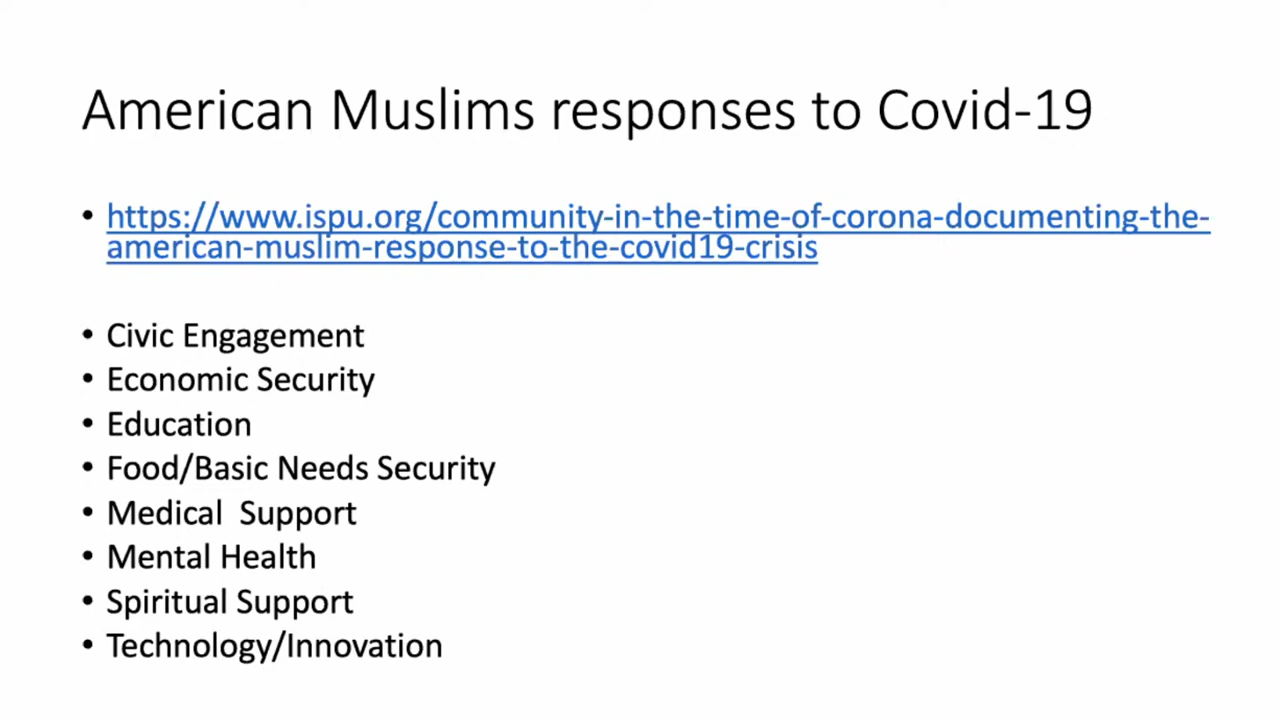 American Muslims responses to Covid-19
• https://www.ispu.org/community-in-the-time-of-corona-documenting-the-
american-muslim-response-to-the-covid19-crisis
• Civic Engagement
• Economic Security
• Education
• Food/Basic Needs Security
• Medical  Support
• Mental Health
• Spiritual Support
• Technology/Innovation